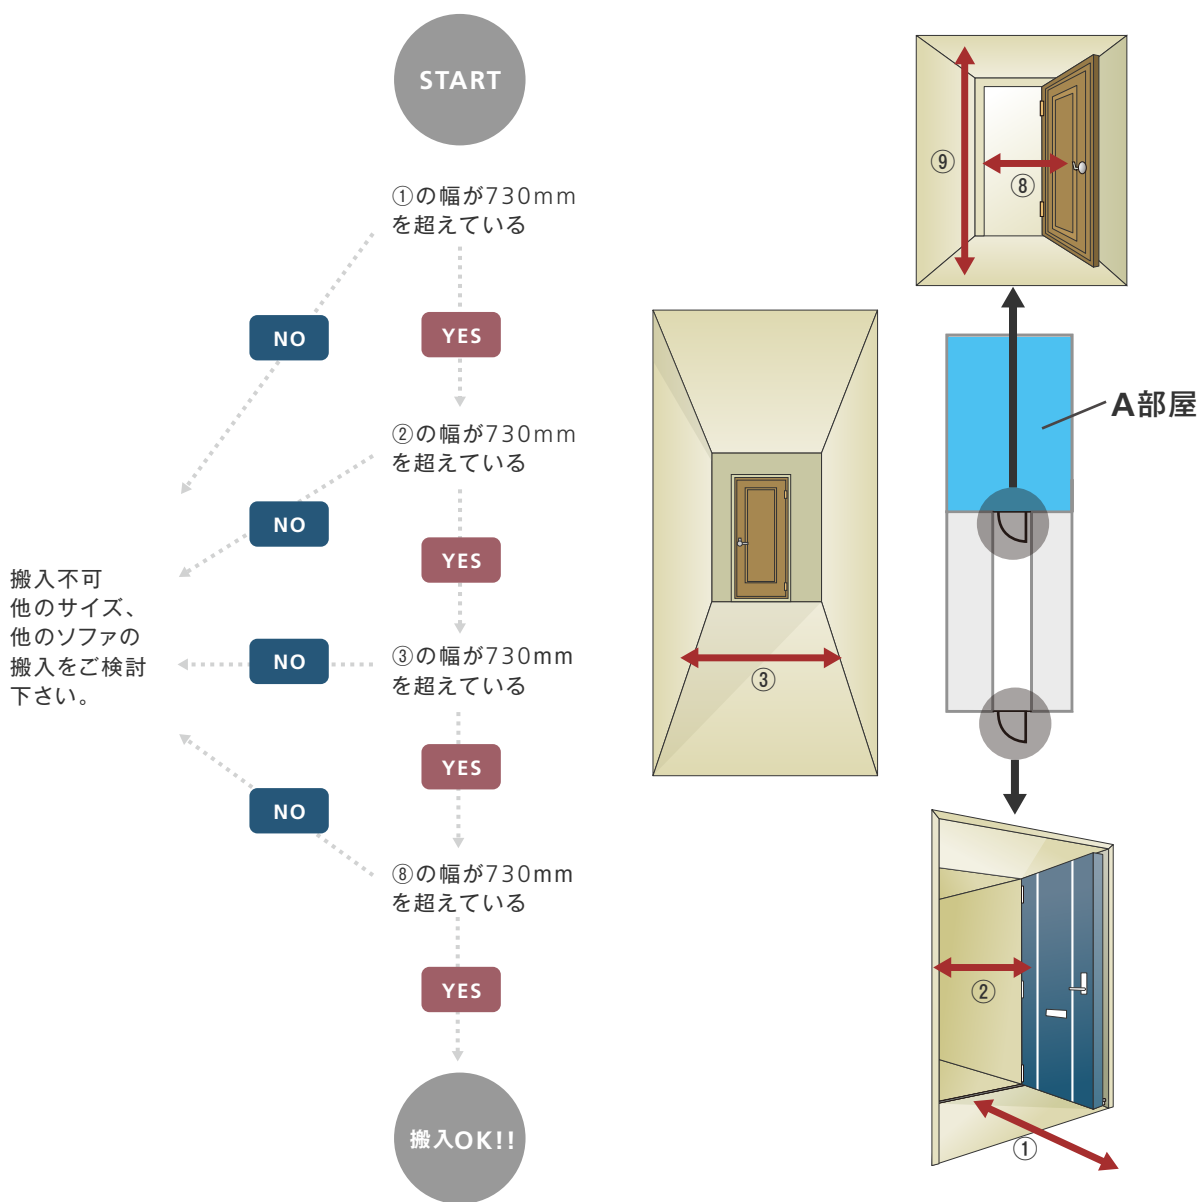 START
①の幅が730mm
を超えている
NO
YES
②の幅が730mm
を超えている
NO
YES
③の幅が730mm
を超えている
NO
YES
⑧の幅が730mm
を超えている
NO
YES
搬入OK!!
搬入不可
他のサイズ、
他のソファの
搬入をご検討
下さい。
③
⑨
⑧
A部屋
②
①